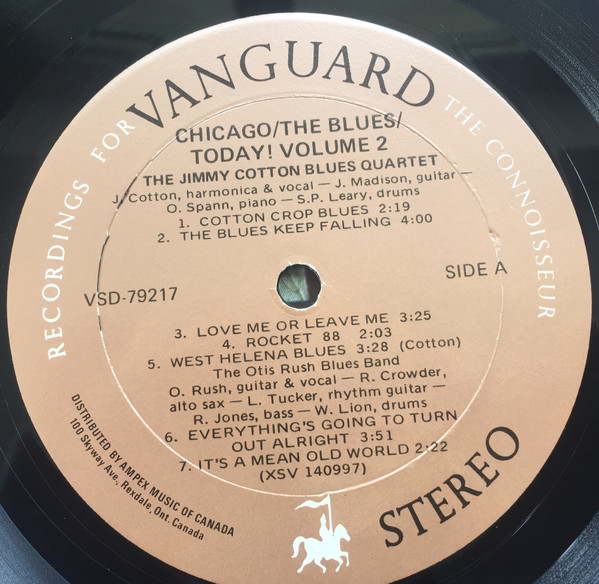 RECORDINGS FOR VANGUARD THE CONNOISSEUR
CHICAGO/THE BLUES/
TODAY! VOLUME 2
THE JIMMY COTTON BLUES QUARTET
J. Cotton, harmonica & vocal — J. Madison, guitar —
O. Spann, piano — S.P. Leary, drums
1. COTTON CROP BLUES 2:19
2. THE BLUES KEEP FALLING 4:00
VSD-79217
SIDE A
3. LOVE ME OR LEAVE ME 3:25
4. ROCKET 88 2:03
5. WEST HELENA BLUES 3:28 (Cotton)
The Otis Rush Blues Band
O. Rush, guitar & vocal — R. Crowder,
alto sax — L. Tucker, rhythm guitar —
R. Jones, bass — W. Lion, drums
6. EVERYTHING'S GOING TO TURN
OUT ALRIGHT 3:51
7. IT'S A MEAN OLD WORLD 2:22
(XSV 140997)
DISTRIBUTED BY AMPEX MUSIC OF CANADA
100 Skyway Ave., Rexdale, Ont. Canada
STEREO